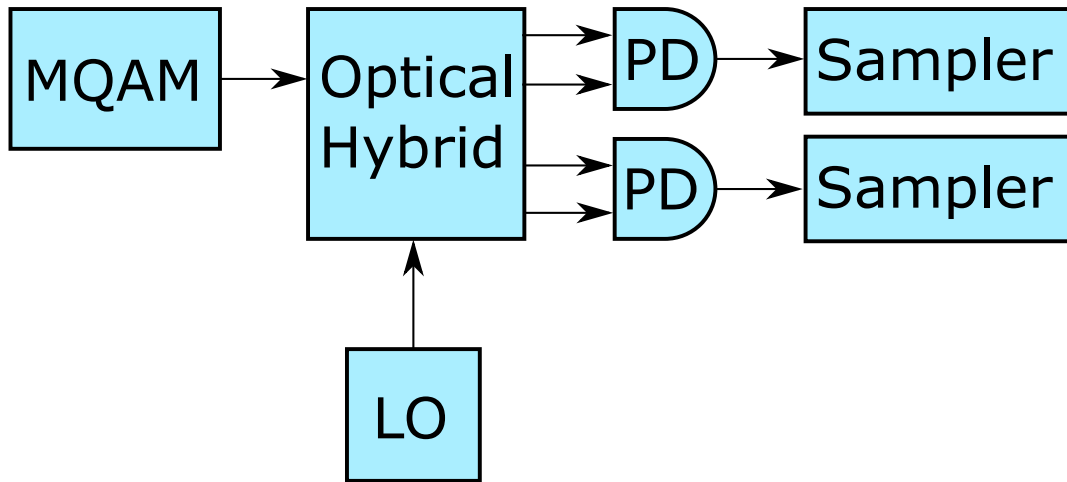 MQAM
Optical
Hybrid
PD
Sampler
PD
Sampler
LO